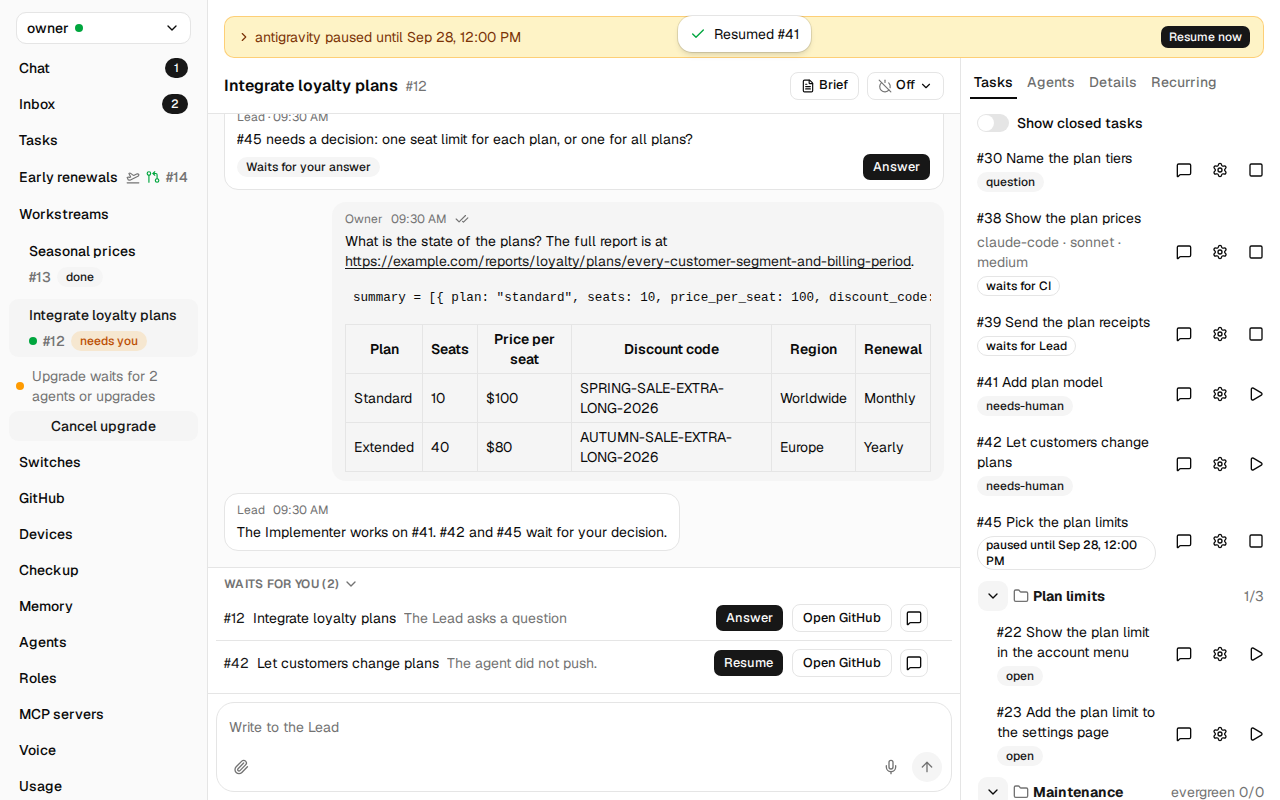 owner
Chat 1
Inbox 2
Tasks
Early renewals #14
Workstreams
Seasonal prices
#13 done
Integrate loyalty plans
#12 needs you
Upgrade waits for 2
agents or upgrades
Cancel upgrade
Switches
GitHub
Devices
Checkup
Memory
Agents
Roles
MCP servers
Voice
Usage
antigravity paused until Sep 28, 12:00 PM
Resumed #41
Resume now
Integrate loyalty plans #12
Brief
Off
Lead · 09:30 AM
#45 needs a decision: one seat limit for each plan, or one for all plans?
Waits for your answer
Answer
Owner 09:30 AM
What is the state of the plans? The full report is at
https://example.com/reports/loyalty/plans/every-customer-segment-and-billing-period.
summary = [{ plan: "standard", seats: 10, price_per_seat: 100, discount_code:
Plan Seats Price per seat Discount code Region Renewal
Standard 10 $100 SPRING-SALE-EXTRA-LONG-2026 Worldwide Monthly
Extended 40 $80 AUTUMN-SALE-EXTRA-LONG-2026 Europe Yearly
Lead 09:30 AM
The Implementer works on #41. #42 and #45 wait for your decision.
WAITS FOR YOU (2)
#12 Integrate loyalty plans The Lead asks a question Answer Open GitHub
#42 Let customers change plans The agent did not push. Resume Open GitHub
Write to the Lead
Tasks Agents Details Recurring
Show closed tasks
#30 Name the plan tiers
question
#38 Show the plan prices
claude-code · sonnet ·
medium
waits for CI
#39 Send the plan receipts
waits for Lead
#41 Add plan model
needs-human
#42 Let customers change
plans
needs-human
#45 Pick the plan limits
paused until Sep 28, 12:00
PM
Plan limits 1/3
#22 Show the plan limit
in the account menu
open
#23 Add the plan limit to
the settings page
open
Maintenance evergreen 0/0